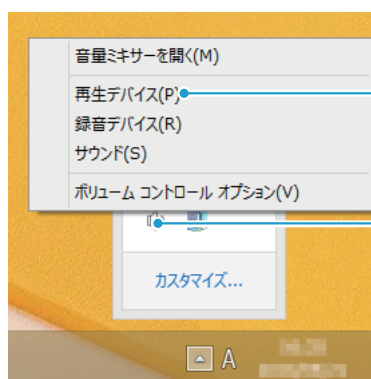 音量ミキサーを開く(M)
再生デバイス(P)
録音デバイス(R)
サウンド(S)
ボリューム コントロール オプション(V)
カスタマイズ...
A